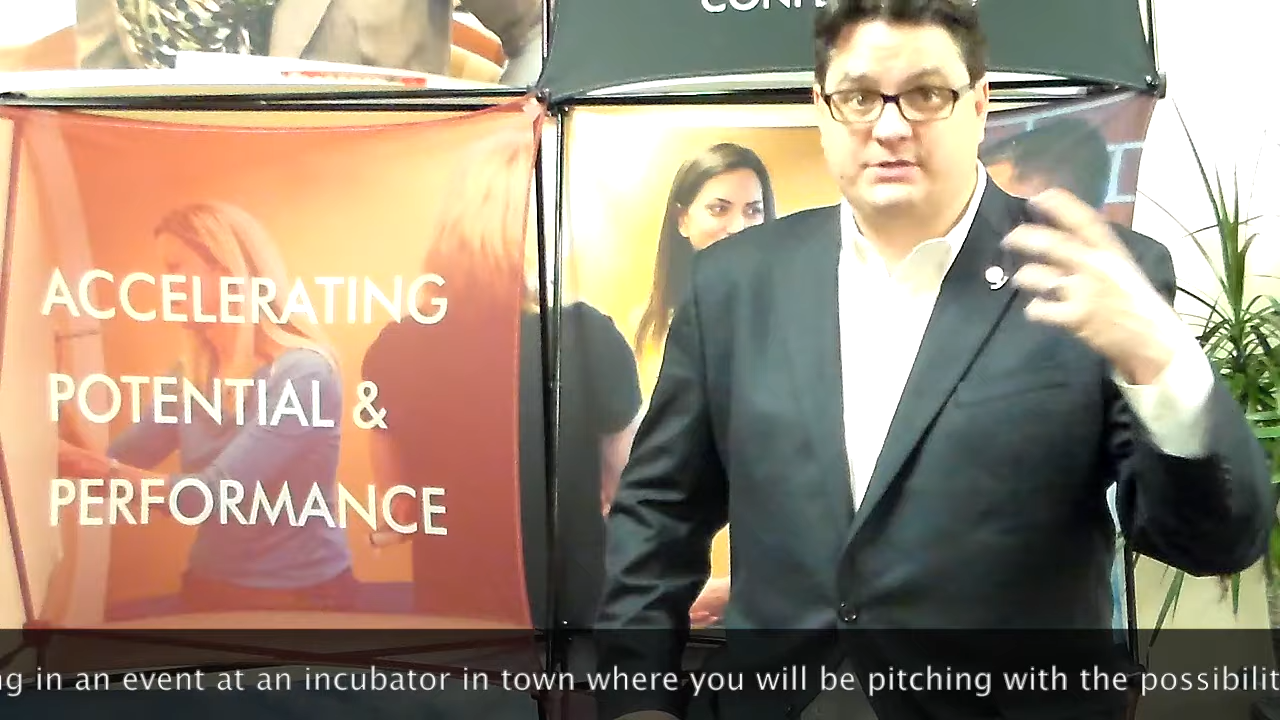 ACCELERATING
POTENTIAL &
PERFORMANCE
in an event at an incubator in town where you will be pitching with the